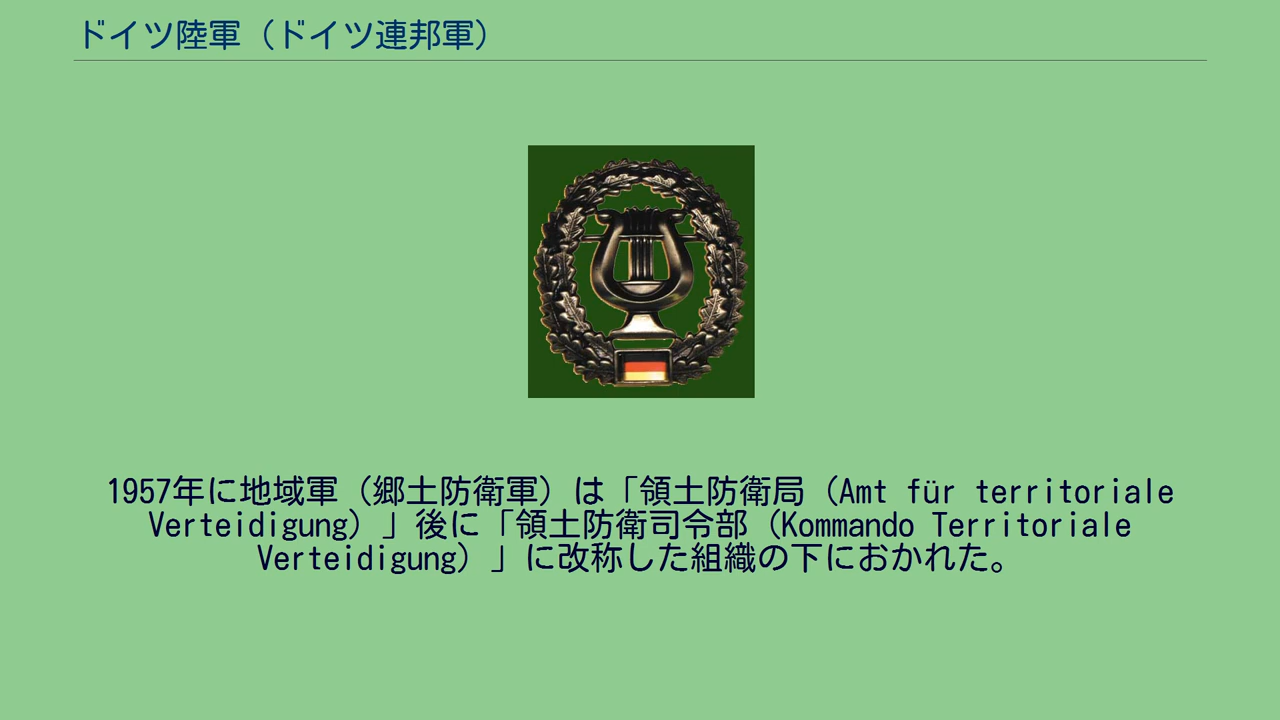 ドイツ陸軍（ドイツ連邦軍）
1957年に地域軍（郷土防衛軍）は「領土防衛局（Amt für territoriale
Verteidigung）」後に「領土防衛司令部（Kommando Territoriale
Verteidigung）」に改称した組織の下におかれた。